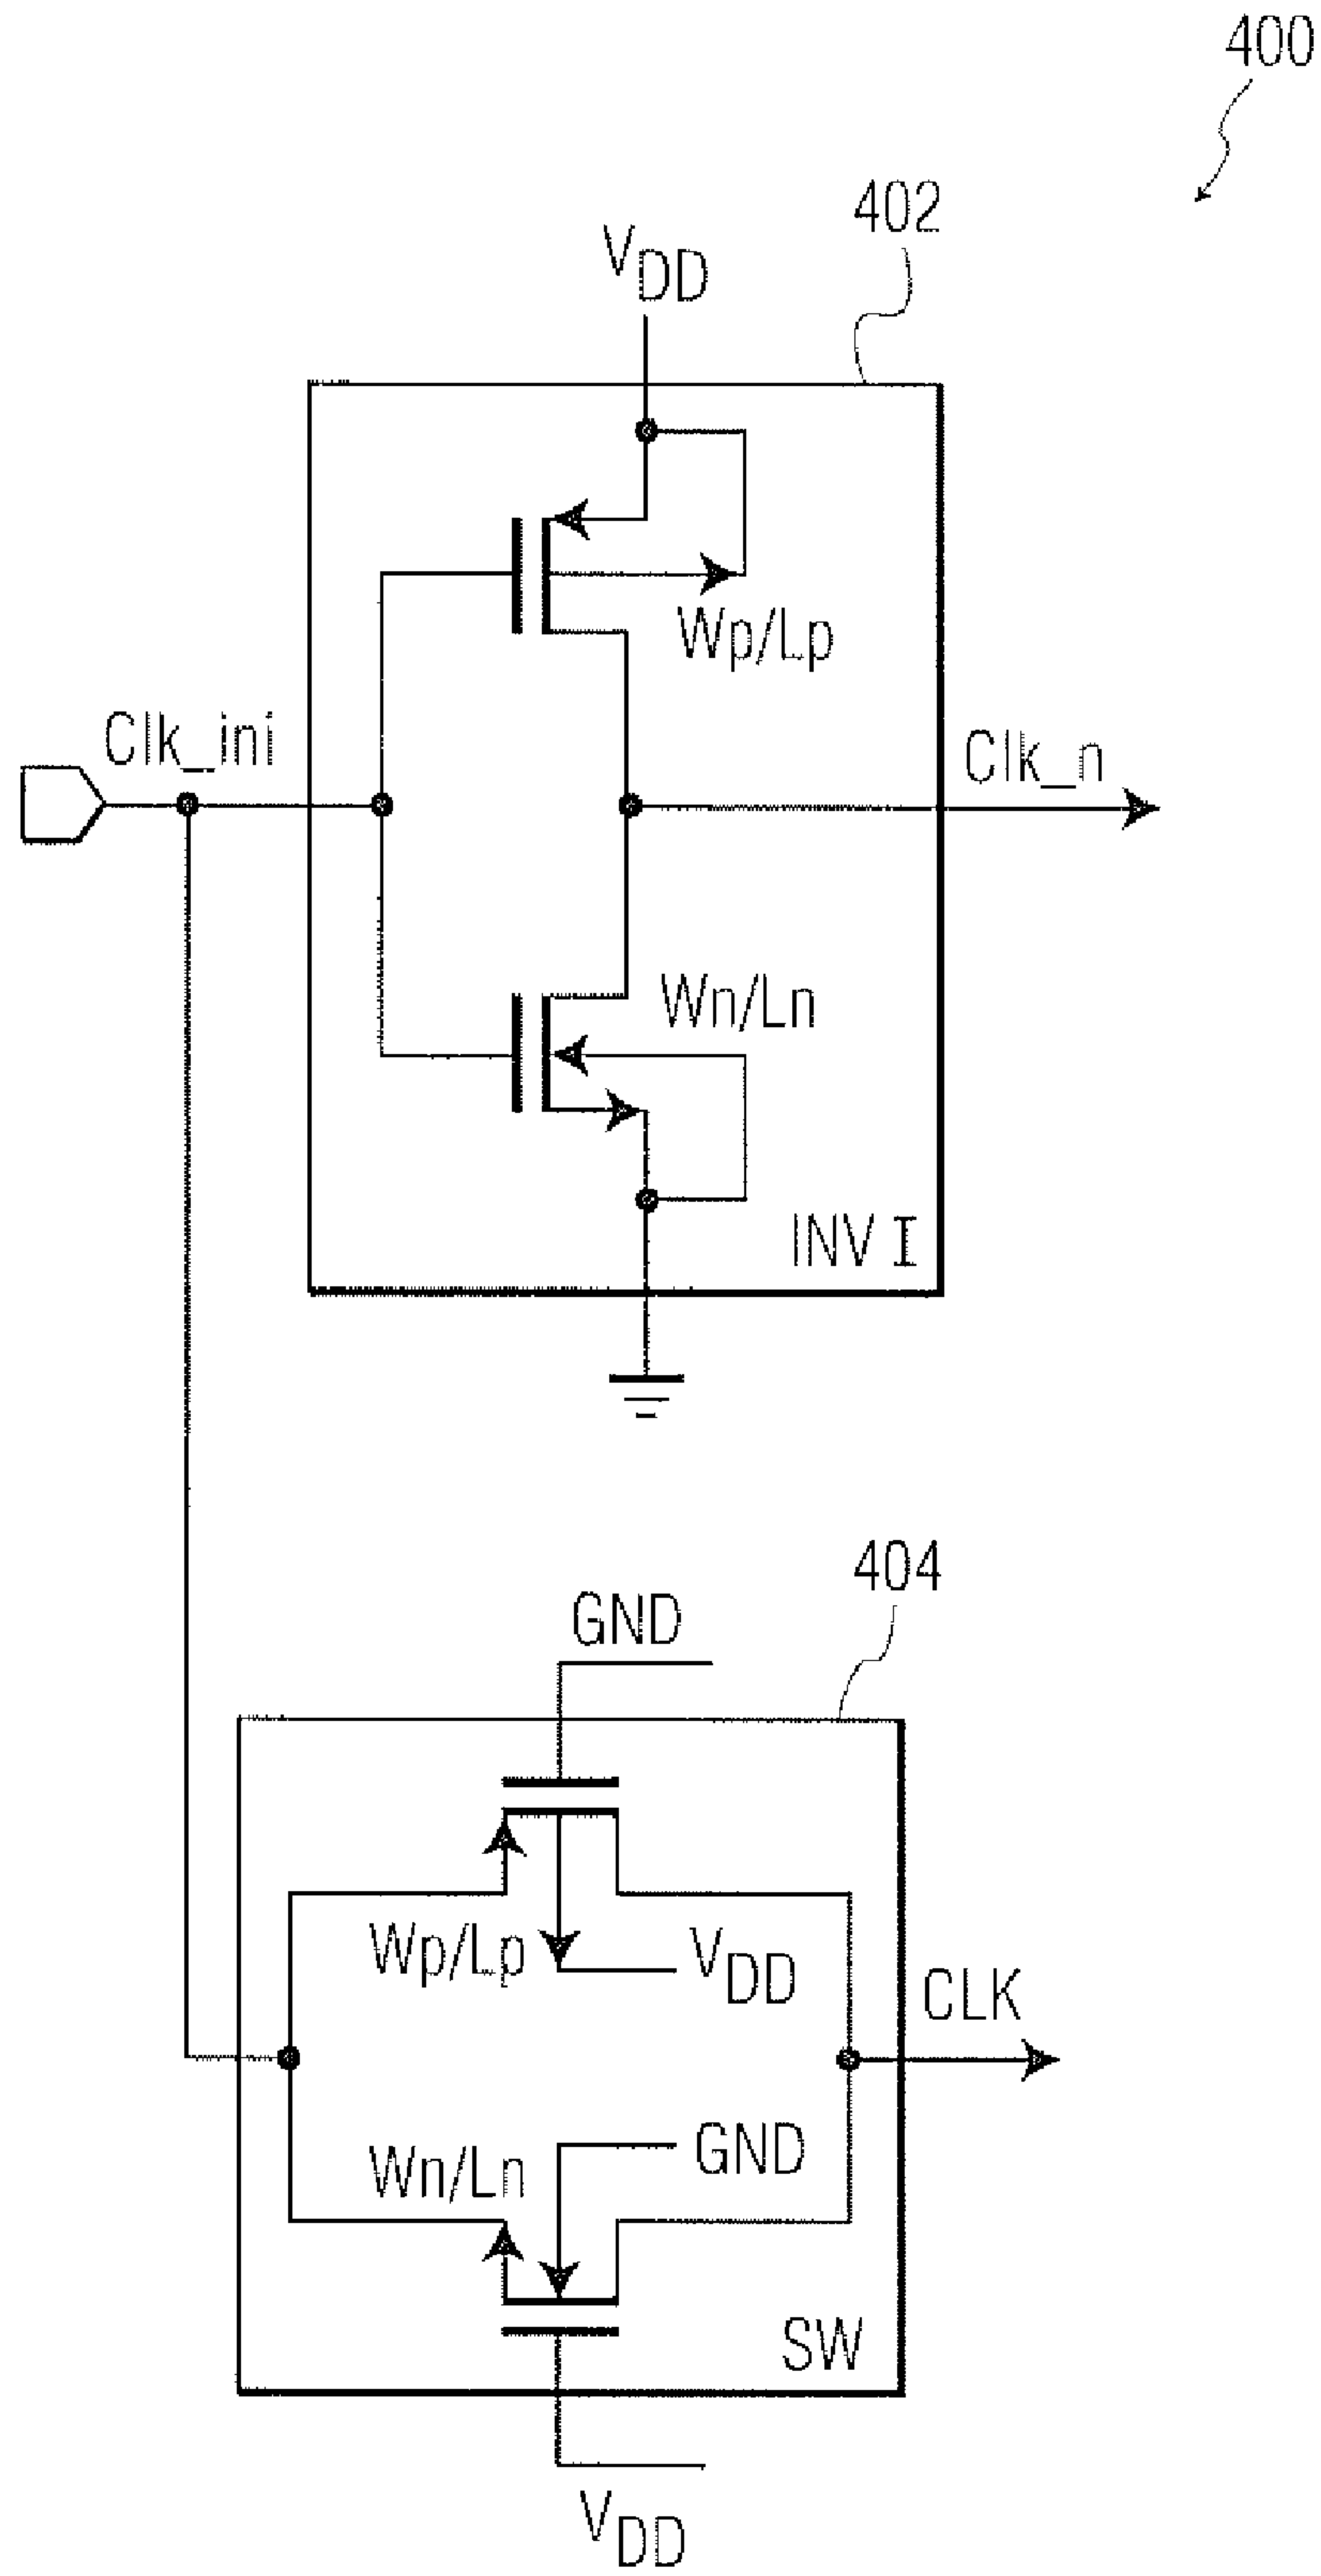 400
402
VDD
Wp/Lp
Clk_ini
Clk_n
Wn/Ln
INV I
404
GND
Wp/Lp
VDD
CLK
Wn/Ln
GND
SW
VDD